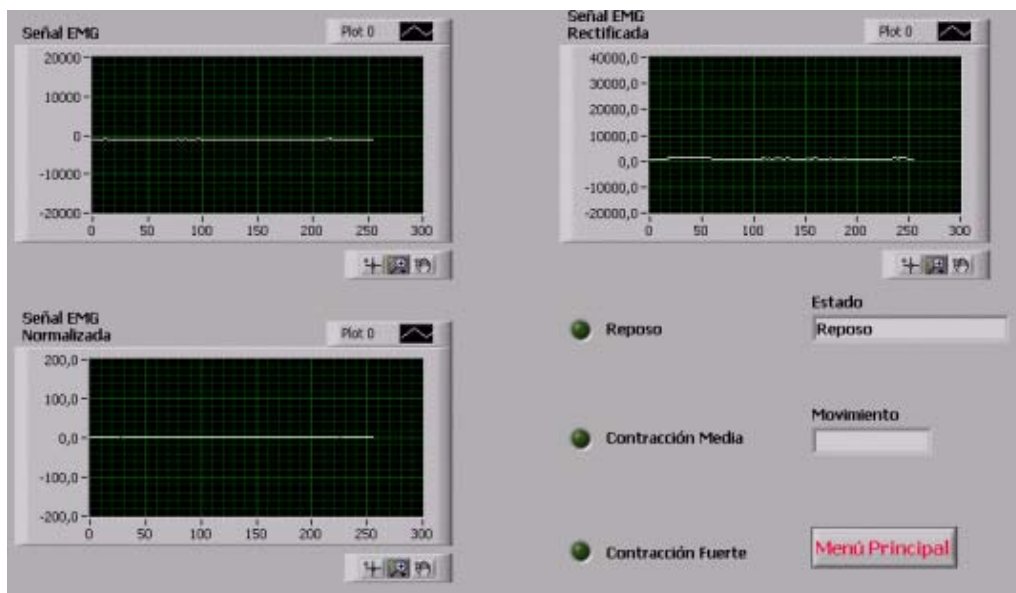 Señal EMG
Plot 0
20000
10000
0
-10000
-20000
0 50 100 150 200 250 300
Señal EMG
Rectificada
Plot 0
40000,0
30000,0
20000,0
10000,0
0,0
-10000,0
-20000,0
0 50 100 150 200 250 300
Señal EMG
Normalizada
Plot 0
200,0
100,0
0,0
-100,0
-200,0
0 50 100 150 200 250 300
Reposo
Estado
Reposo
Contracción Media
Movimiento
Contracción Fuerte
Menú Principal